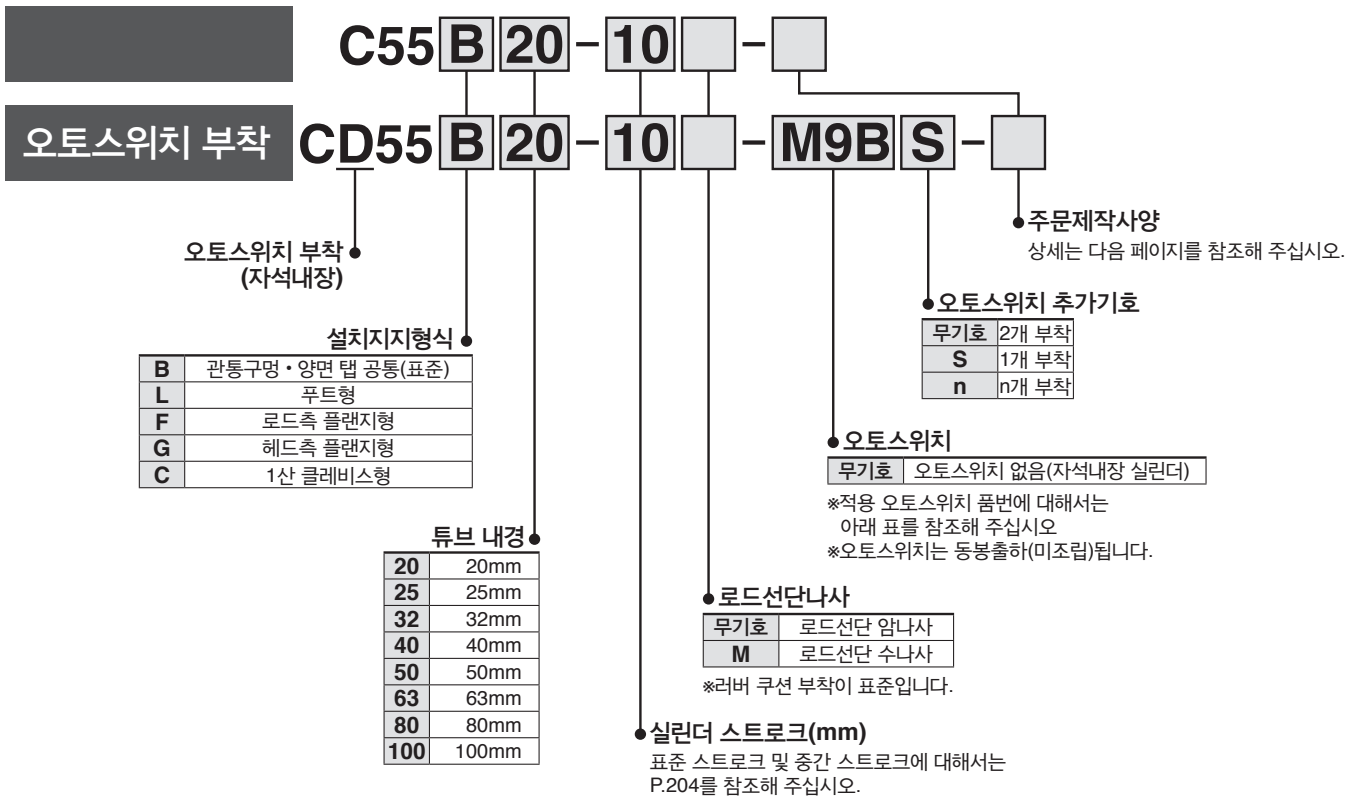 C55 B 20 - 10 -
오토스위치 부착 CD55 B 20 - 10 - M9B S -
오토스위치 부착
(자석내장)
설치지지형식
B 관통구멍・양면 탭 공통(표준)
L 푸트형
F 로드측 플랜지형
G 헤드측 플랜지형
C 1산 클레비스형
튜브 내경
20 20mm
25 25mm
32 32mm
40 40mm
50 50mm
63 63mm
80 80mm
100 100mm
실린더 스트로크(mm)
표준 스트로크 및 중간 스트로크에 대해서는
P.204를 참조해 주십시오.
로드선단나사
무기호 로드선단 암나사
M 로드선단 수나사
※러버 쿠션 부착이 표준입니다.
오토스위치
무기호 오토스위치 없음(자석내장 실린더)
※적용 오토스위치 품번에 대해서는
아래 표를 참조해 주십시오
※오토스위치는 동봉출하(미조립)됩니다.
오토스위치 추가기호
무기호 2개 부착
S 1개 부착
n n개 부착
주문제작사양
상세는 다음 페이지를 참조해 주십시오.